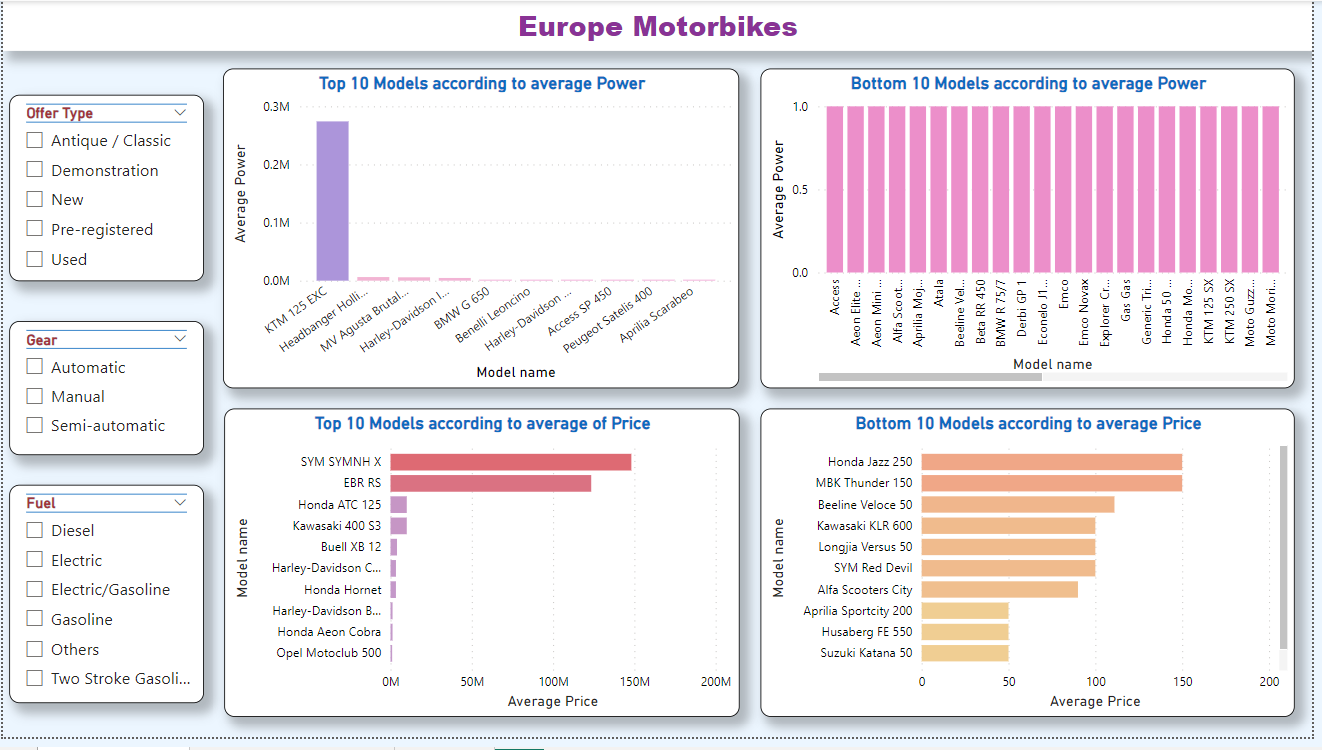 Europe Motorbikes
Offer Type
Antique / Classic
Demonstration
New
Pre-registered
Used
Gear
Automatic
Manual
Semi-automatic
Fuel
Diesel
Electric
Electric/Gasoline
Gasoline
Others
Two Stroke Gasoli...
Top 10 Models according to average Power
Average Power
0.3M
0.2M
0.1M
0.0M
KTM 125 EXC
Headbanger Holli...
MV Agusta Brutal...
Harley-Davidson I...
BMW G 650
Benelli Leoncino
Harley-Davidson ...
Access SP 450
Peugeot Satelis 400
Aprilia Scarabeo
Model name
Bottom 10 Models according to average Power
Average Power
1.0
0.5
0.0
Access
Aeon Elite ...
Aeon Mini ...
Alfa Scoot...
Aprilia Moj...
Atala
Beeline Vel...
Beta RR 450
BMW R 75/7
Derbi GP 1
Econelo J1...
Emco
Emco Novax
Explorer Cr...
Gas Gas
Generic Tri...
Honda 50 ...
Honda Mo...
KTM 125 SX
KTM 250 SX
Moto Guzz...
Moto Mori...
Model name
Top 10 Models according to average of Price
Model name
SYM SYMNH X
EBR RS
Honda ATC 125
Kawasaki 400 S3
Buell XB 12
Harley-Davidson C...
Honda Hornet
Harley-Davidson B...
Honda Aeon Cobra
Opel Motoclub 500
0M 50M 100M 150M 200M
Average Price
Bottom 10 Models according to average Price
Model name
Honda Jazz 250
MBK Thunder 150
Beeline Veloce 50
Kawasaki KLR 600
Longjia Versus 50
SYM Red Devil
Alfa Scooters City
Aprilia Sportcity 200
Husaberg FE 550
Suzuki Katana 50
0 50 100 150 200
Average Price